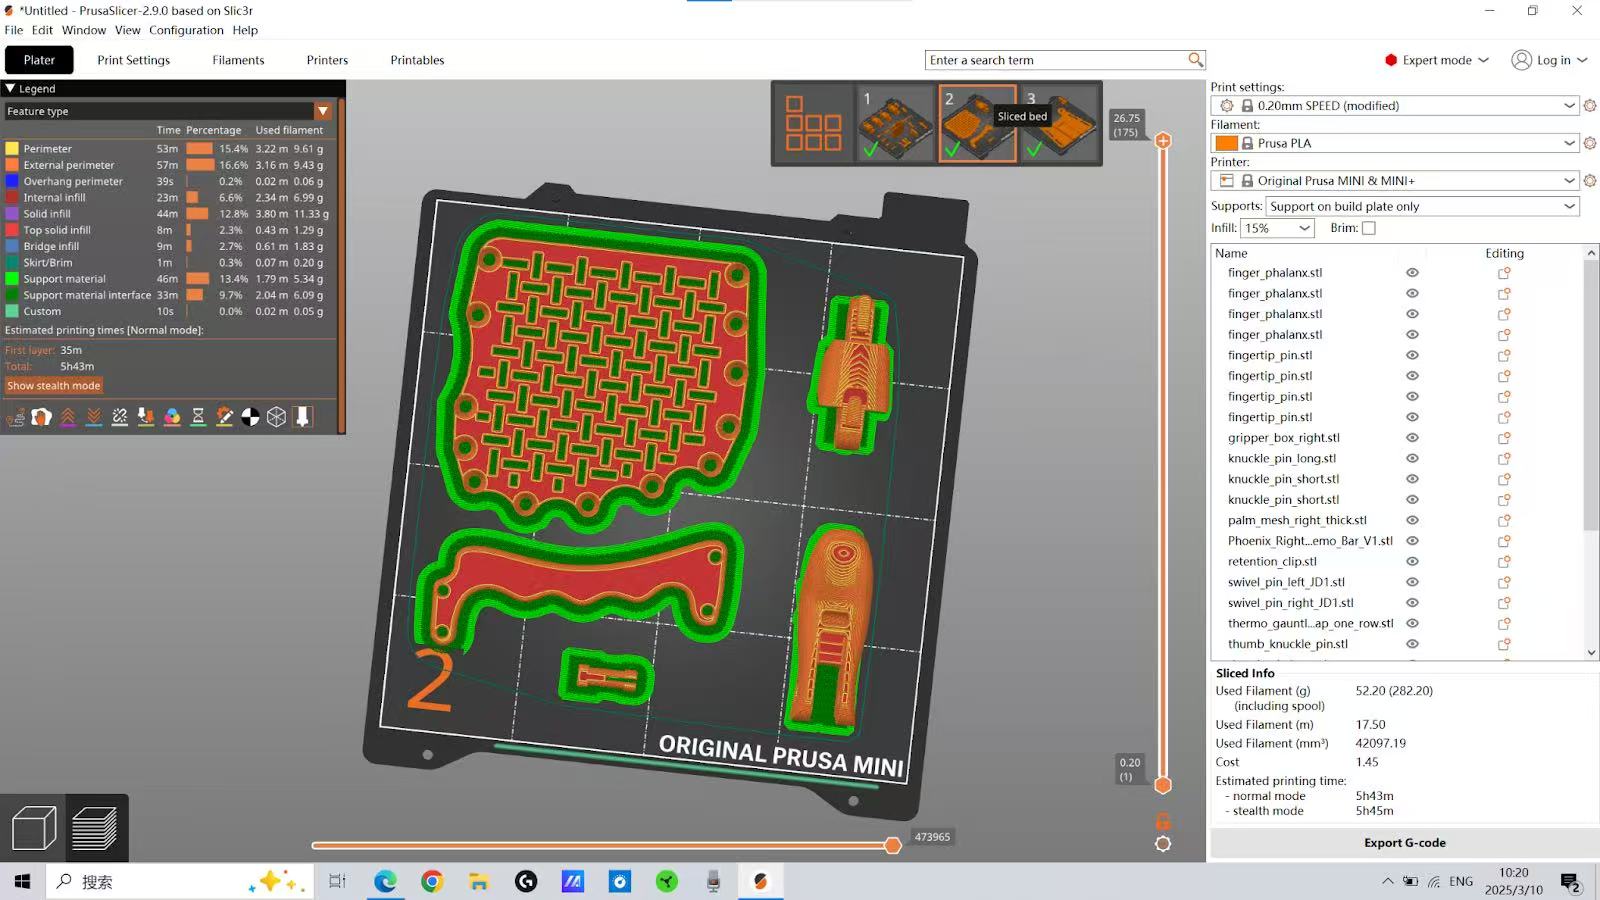 *Untitled - PrusaSlicer-2.9.0 based on Slic3r
File Edit Window View Configuration Help
Plater Print Settings Filaments Printers Printables
Enter a search term
Expert mode Log in
Legend
Feature type
Time Percentage Used filament
Perimeter 53m 15.4% 3.22 m 9.61 g
External perimeter 57m 16.6% 3.16 m 9.43 g
Overhang perimeter 39s 0.2% 0.02 m 0.06 g
Internal infill 23m 6.6% 2.34 m 6.99 g
Solid infill 44m 12.8% 3.80 m 11.33 g
Top solid infill 8m 2.3% 0.43 m 1.29 g
Bridge infill 9m 2.7% 0.61 m 1.83 g
Skirt/Brim 1m 0.3% 0.07 m 0.20 g
Support material 46m 13.4% 1.79 m 5.34 g
Support material interface 33m 9.7% 2.04 m 6.09 g
Custom 10s 0.0% 0.02 m 0.05 g
Estimated printing times [Normal mode]:
First layer: 35m
Total: 5h43m
Show stealth mode
1 2 3
Sliced bed
26.75
(175)
2
ORIGINAL PRUSA MINI
0.20
(1)
473965
Print settings:
0.20mm SPEED (modified)
Filament:
Prusa PLA
Printer:
Original Prusa MINI & MINI+
Supports: Support on build plate only
Infill: 15% Brim:
Name Editing
finger_phalanx.stl
finger_phalanx.stl
finger_phalanx.stl
finger_phalanx.stl
fingertip_pin.stl
fingertip_pin.stl
fingertip_pin.stl
fingertip_pin.stl
gripper_box_right.stl
knuckle_pin_long.stl
knuckle_pin_short.stl
knuckle_pin_short.stl
palm_mesh_right_thick.stl
Phoenix_Right...emo_Bar_V1.stl
retention_clip.stl
swivel_pin_left_JD1.stl
swivel_pin_right_JD1.stl
thermo_gauntl...ap_one_row.stl
thumb_knuckle_pin.stl
Sliced Info
Used Filament (g) 52.20 (282.20)
(including spool)
Used Filament (m) 17.50
Used Filament (mm³) 42097.19
Cost 1.45
Estimated printing time:
- normal mode 5h43m
- stealth mode 5h45m
Export G-code
搜索
ENG
10:20
2025/3/10
2